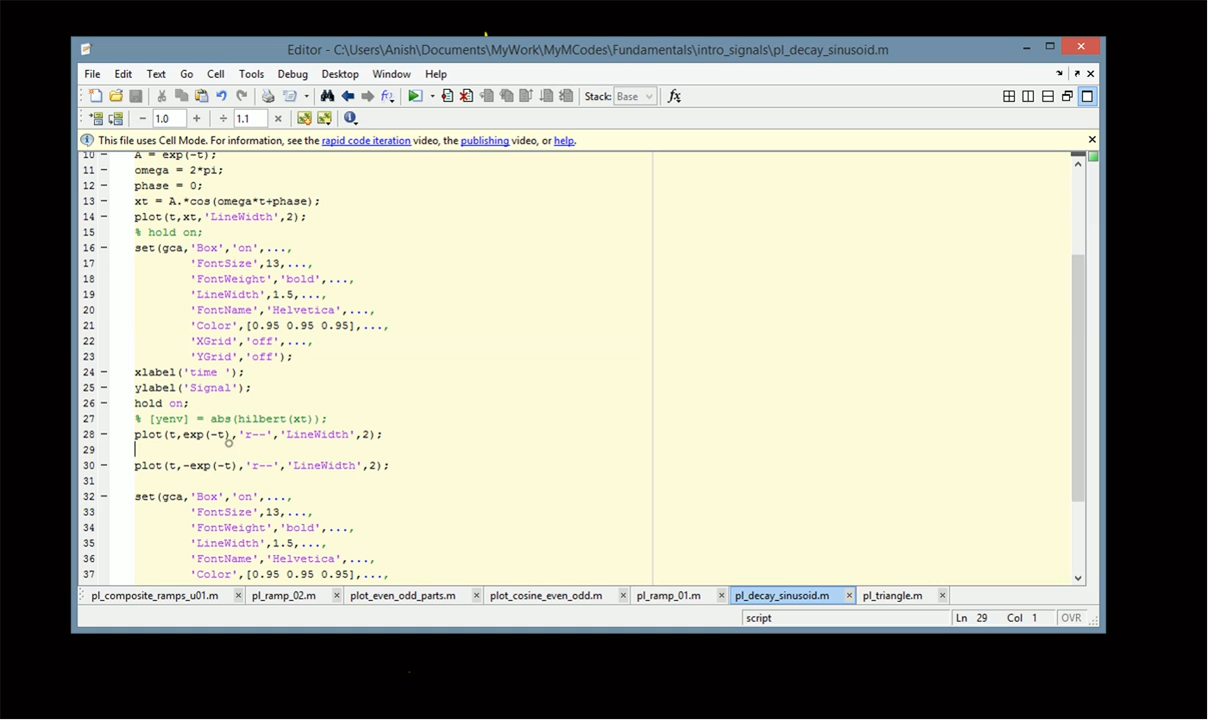 Editor - C:\Users\Anish\Documents\MyWork\MyMCodes\Fundamentals\intro_signals\pl_decay_sinusoid.m
File Edit Text Go Cell Tools Debug Desktop Window Help
Stack: Base fx
- 1.0 + ÷ 1.1 ×
This file uses Cell Mode. For information, see the rapid code iteration video, the publishing video, or help.
10 - A = exp(-t);
11 - omega = 2*pi;
12 - phase = 0;
13 - xt = A.*cos(omega*t+phase);
14 - plot(t,xt,'LineWidth',2);
15 % hold on;
16 - set(gca,'Box','on',...,
17 'FontSize',13,...,
18 'FontWeight','bold',...,
19 'LineWidth',1.5,...,
20 'FontName','Helvetica',...,
21 'Color',[0.95 0.95 0.95],...,
22 'XGrid','off',...,
23 'YGrid','off');
24 - xlabel('time ');
25 - ylabel('Signal');
26 - hold on;
27 % [yenv] = abs(hilbert(xt));
28 - plot(t,exp(-t),'r--','LineWidth',2);
29
30 - plot(t,-exp(-t),'r--','LineWidth',2);
31
32 - set(gca,'Box','on',...,
33 'FontSize',13,...,
34 'FontWeight','bold',...,
35 'LineWidth',1.5,...,
36 'FontName','Helvetica',...,
37 'Color',[0.95 0.95 0.95],...,
pl_composite_ramps_u01.m pl_ramp_02.m plot_even_odd_parts.m plot_cosine_even_odd.m pl_ramp_01.m pl_decay_sinusoid.m pl_triangle.m
script Ln 29 Col 1 OVR